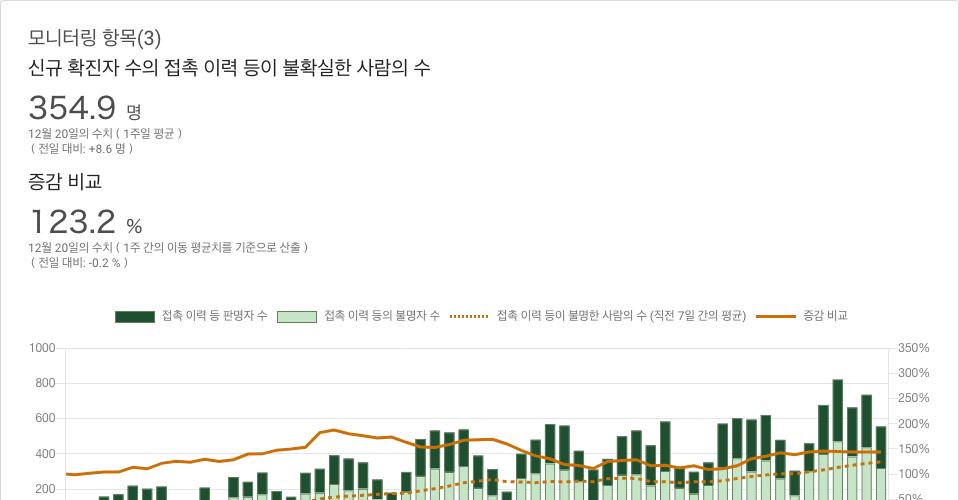 모니터링 항목(3)
신규 확진자 수의 접촉 이력 등이 불확실한 사람의 수
354.9 명
12월 20일의 수치 ( 1주일 평균 )
( 전일 대비: +8.6 명 )
증감 비교
123.2 %
12월 20일의 수치 ( 1주 간의 이동 평균치를 기준으로 산출 )
( 전일 대비: -0.2 % )
접촉 이력 등 판명자 수 접촉 이력 등의 불명자 수 접촉 이력 등이 불명한 사람의 수 (직전 7일 간의 평균) 증감 비교
1000 350%
800 300%
250%
600 200%
400 150%
100%
200 50%